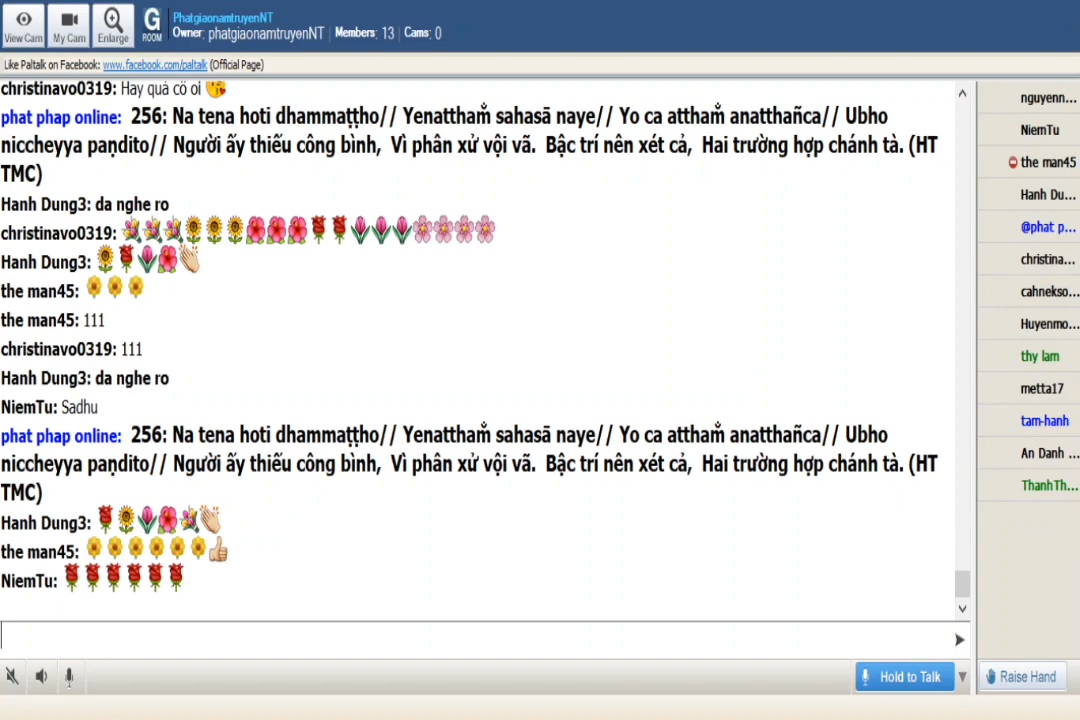 View Cam
My Cam
Enlarge
G
ROOM
PhatgiaonamtruyenNT
Owner: phatgiaonamtruyenNT | Members: 13 | Cams: 0
Like Paltalk on Facebook: www.facebook.com/paltalk (Official Page)
christinavo0319: Hay quá cô oi
phat phap online: 256: Na tena hoti dhammaṭṭho// Yenatthaṁ sahasā naye// Yo ca atthaṁ anatthañca// Ubho
niccheyya paṇdito// Người ấy thiếu công bình, Vì phân xử vội vã. Bậc trí nên xét cả, Hai trường hợp chánh tà. (HT
TMC)
Hanh Dung3: da nghe ro
christinavo0319:
Hanh Dung3:
the man45:
the man45: 111
christinavo0319: 111
Hanh Dung3: da nghe ro
NiemTu: Sadhu
phat phap online: 256: Na tena hoti dhammaṭṭho// Yenatthaṁ sahasā naye// Yo ca atthaṁ anatthañca// Ubho
niccheyya paṇdito// Người ấy thiếu công bình, Vì phân xử vội vã. Bậc trí nên xét cả, Hai trường hợp chánh tà. (HT
TMC)
Hanh Dung3:
the man45:
NiemTu:
nguyenn...
NiemTu
the man45
Hanh Du...
@phat p...
christina...
cahnekso...
Huyenmo...
thy lam
metta17
tam-hanh
An Danh ...
ThanhTh...
Hold to Talk
Raise Hand